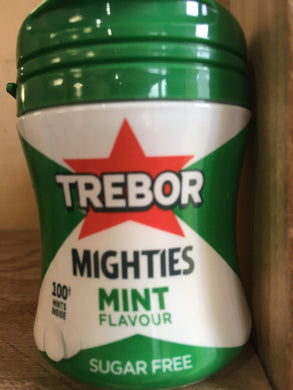 TREBOR
MIGHTIES
MINT
FLAVOUR
100†
MINTS
INSIDE
SUGAR FREE